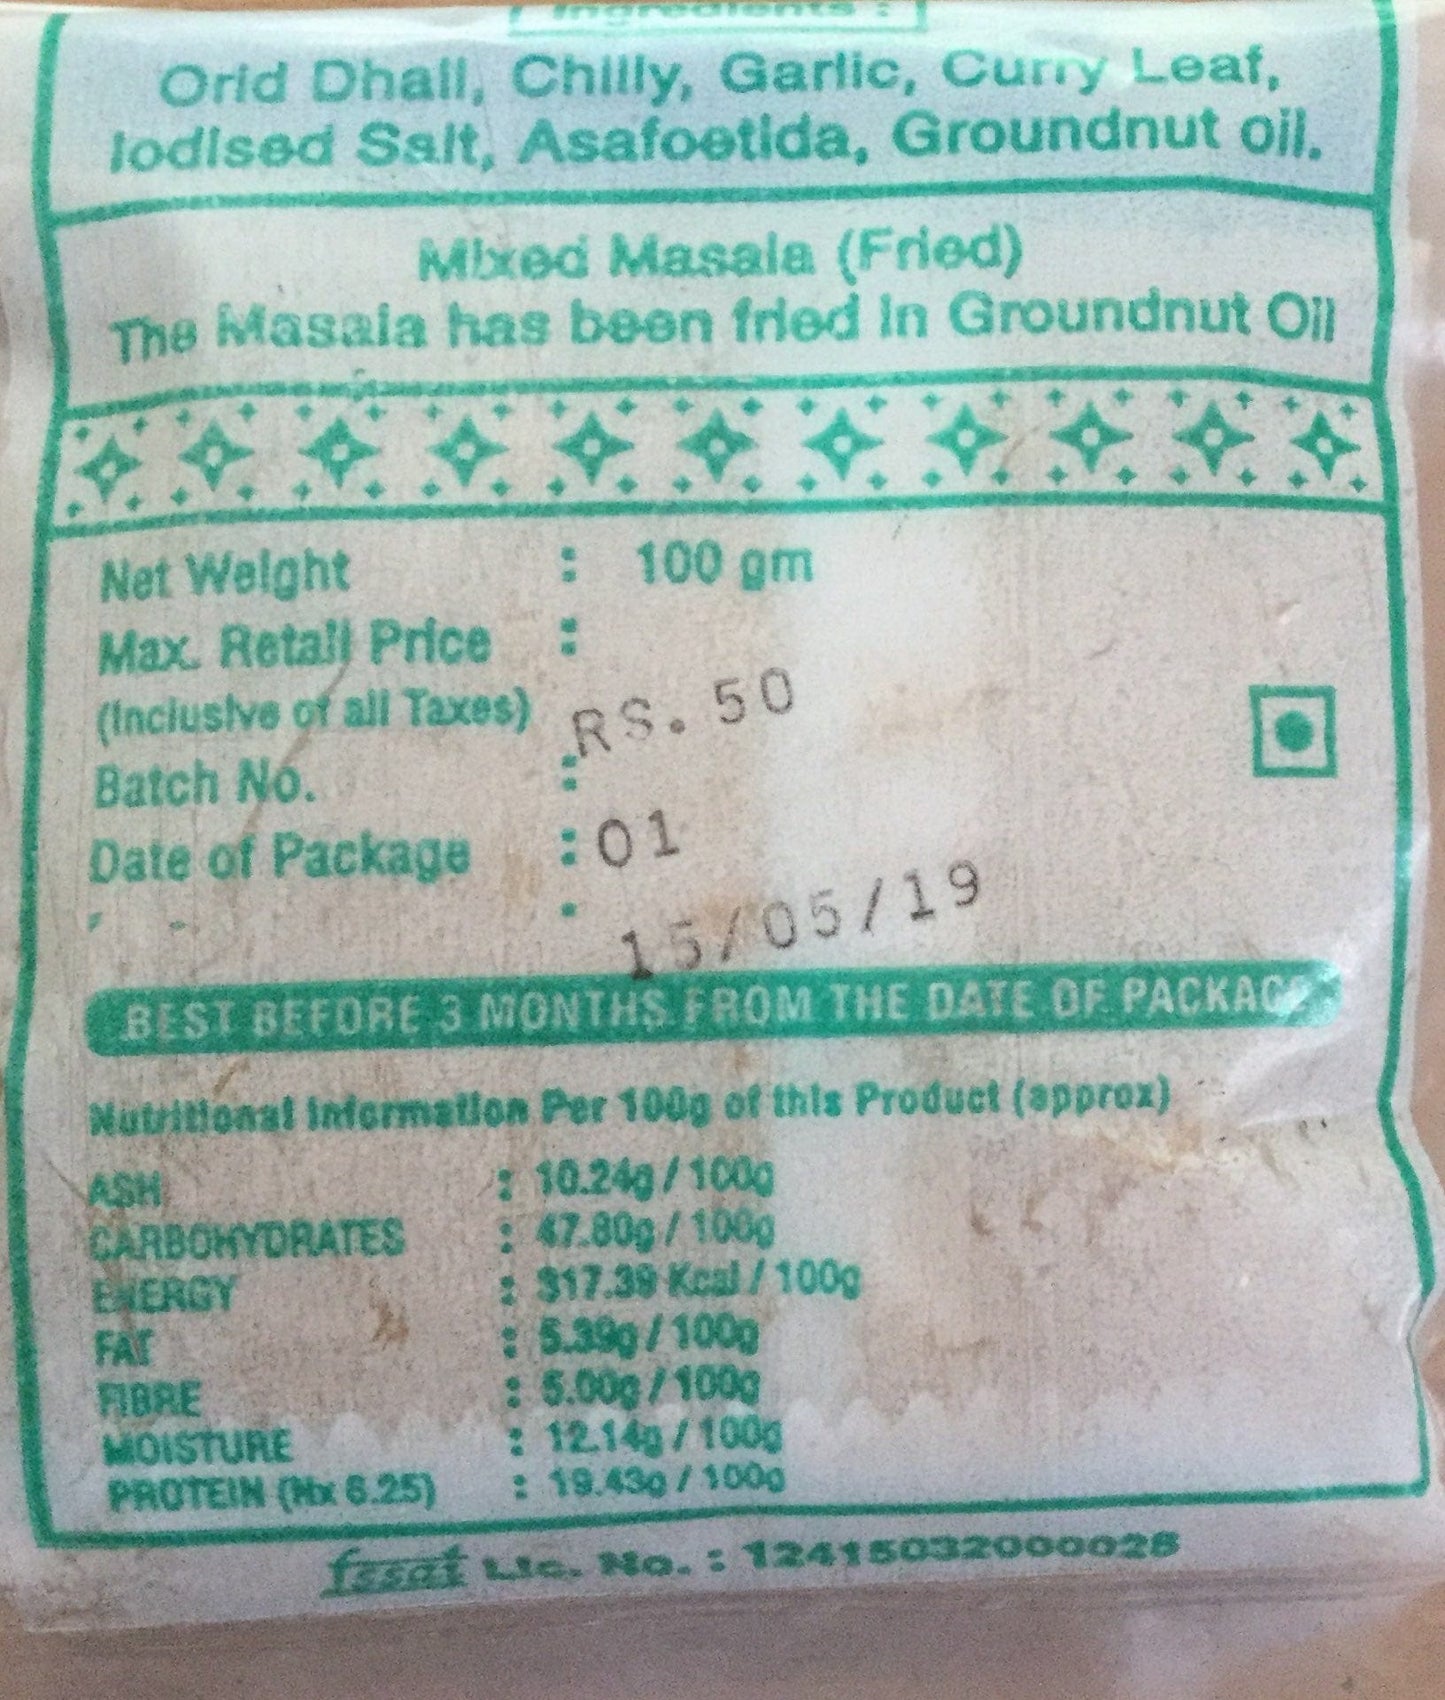 Ingredients :
Orid Dhall, Chilly, Garlic, Curry Leaf,
Iodised Salt, Asafoetida, Groundnut oil.
Mixed Masala (Fried)
The Masala has been fried in Groundnut Oil
Net Weight : 100 gm
Max. Retail Price :
(Inclusive of all Taxes) RS. 50
Batch No. :
Date of Package : 01
15/05/19
BEST BEFORE 3 MONTHS FROM THE DATE OF PACKAGE
Nutritional Information Per 100g of this Product (approx)
ASH : 10.24g / 100g
CARBOHYDRATES : 47.80g / 100g
ENERGY : 317.39 Kcal / 100g
FAT : 5.39g / 100g
FIBRE : 5.00g / 100g
MOISTURE : 12.14g / 100g
PROTEIN (Nx 6.25) : 19.43g / 100g
fssai Lic. No. : 12415032000026